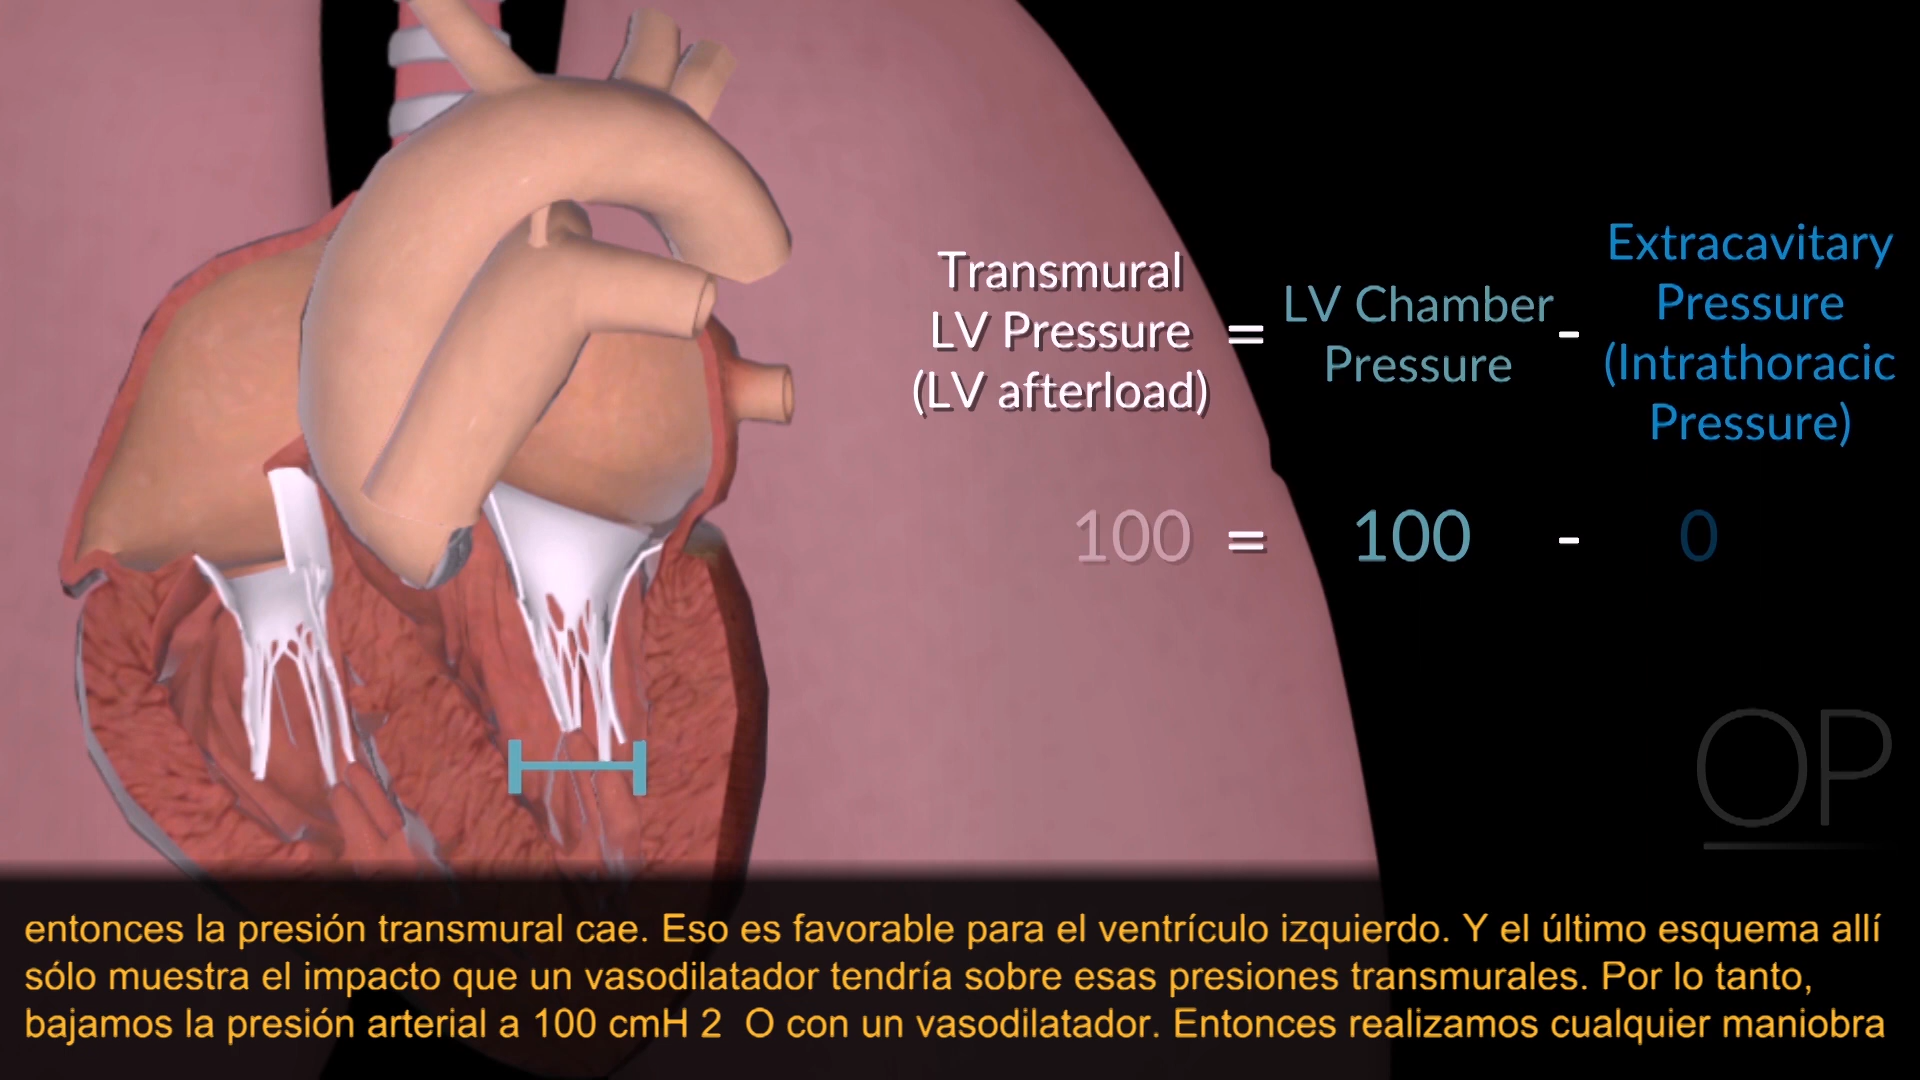 Transmural
LV Pressure
(LV afterload)
=
LV Chamber
Pressure
-
Extracavitary
Pressure
(Intrathoracic
Pressure)
100 = 100 - 0
OP
entonces la presión transmural cae. Eso es favorable para el ventrículo izquierdo. Y el último esquema allí
sólo muestra el impacto que un vasodilatador tendría sobre esas presiones transmurales. Por lo tanto,
bajamos la presión arterial a 100 cmH 2 O con un vasodilatador. Entonces realizamos cualquier maniobra